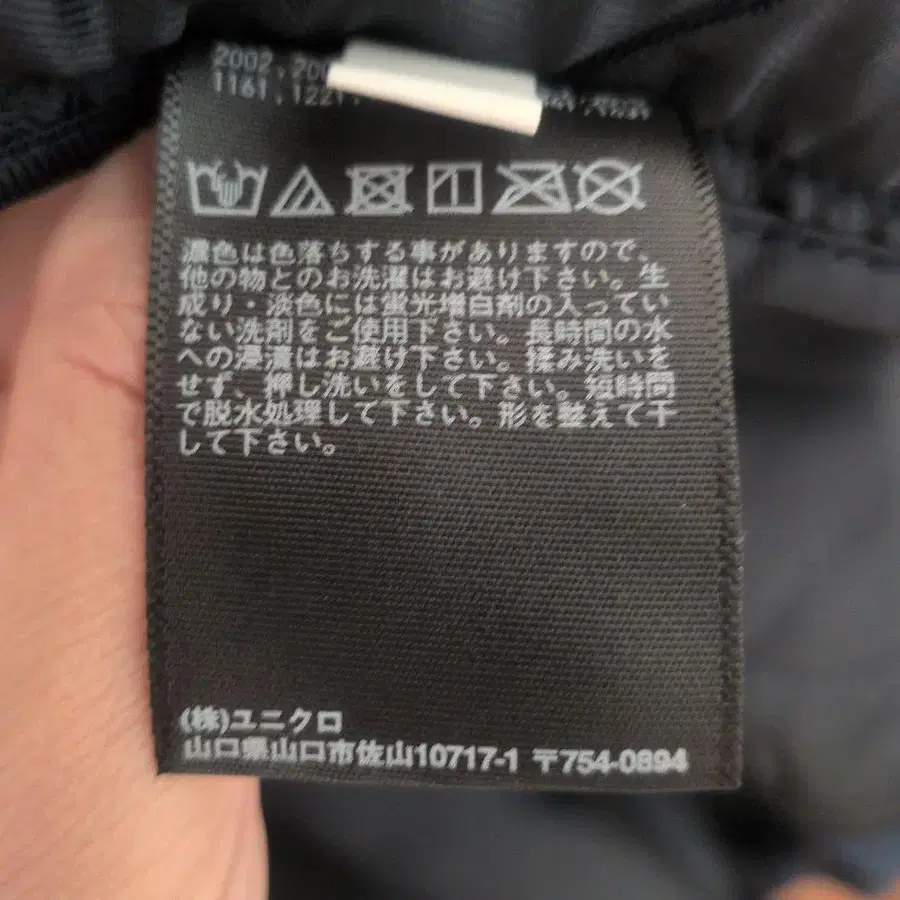 2002,200
1161,1221,
濃色は色落ちする事がありますので、
他の物とのお洗濯はお避け下さい。生
成り・淡色には蛍光増白剤の入ってい
ない洗剤をご使用下さい。長時間の水
への浸漬はお避け下さい。揉み洗いを
せず、押し洗いをして下さい。短時間
で脱水処理して下さい。形を整えて干
して下さい。
(株)ユニクロ
山口県山口市佐山10717-1 〒754-0894